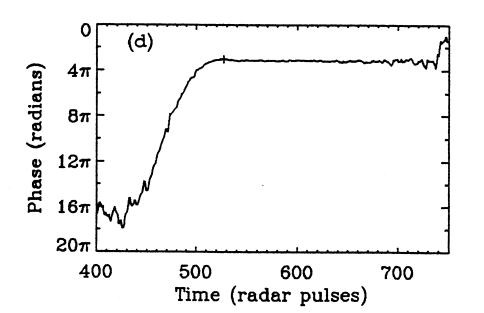 (d)
Phase (radians)
0
4π
8π
12π
16π
20π
400 500 600 700
Time (radar pulses)